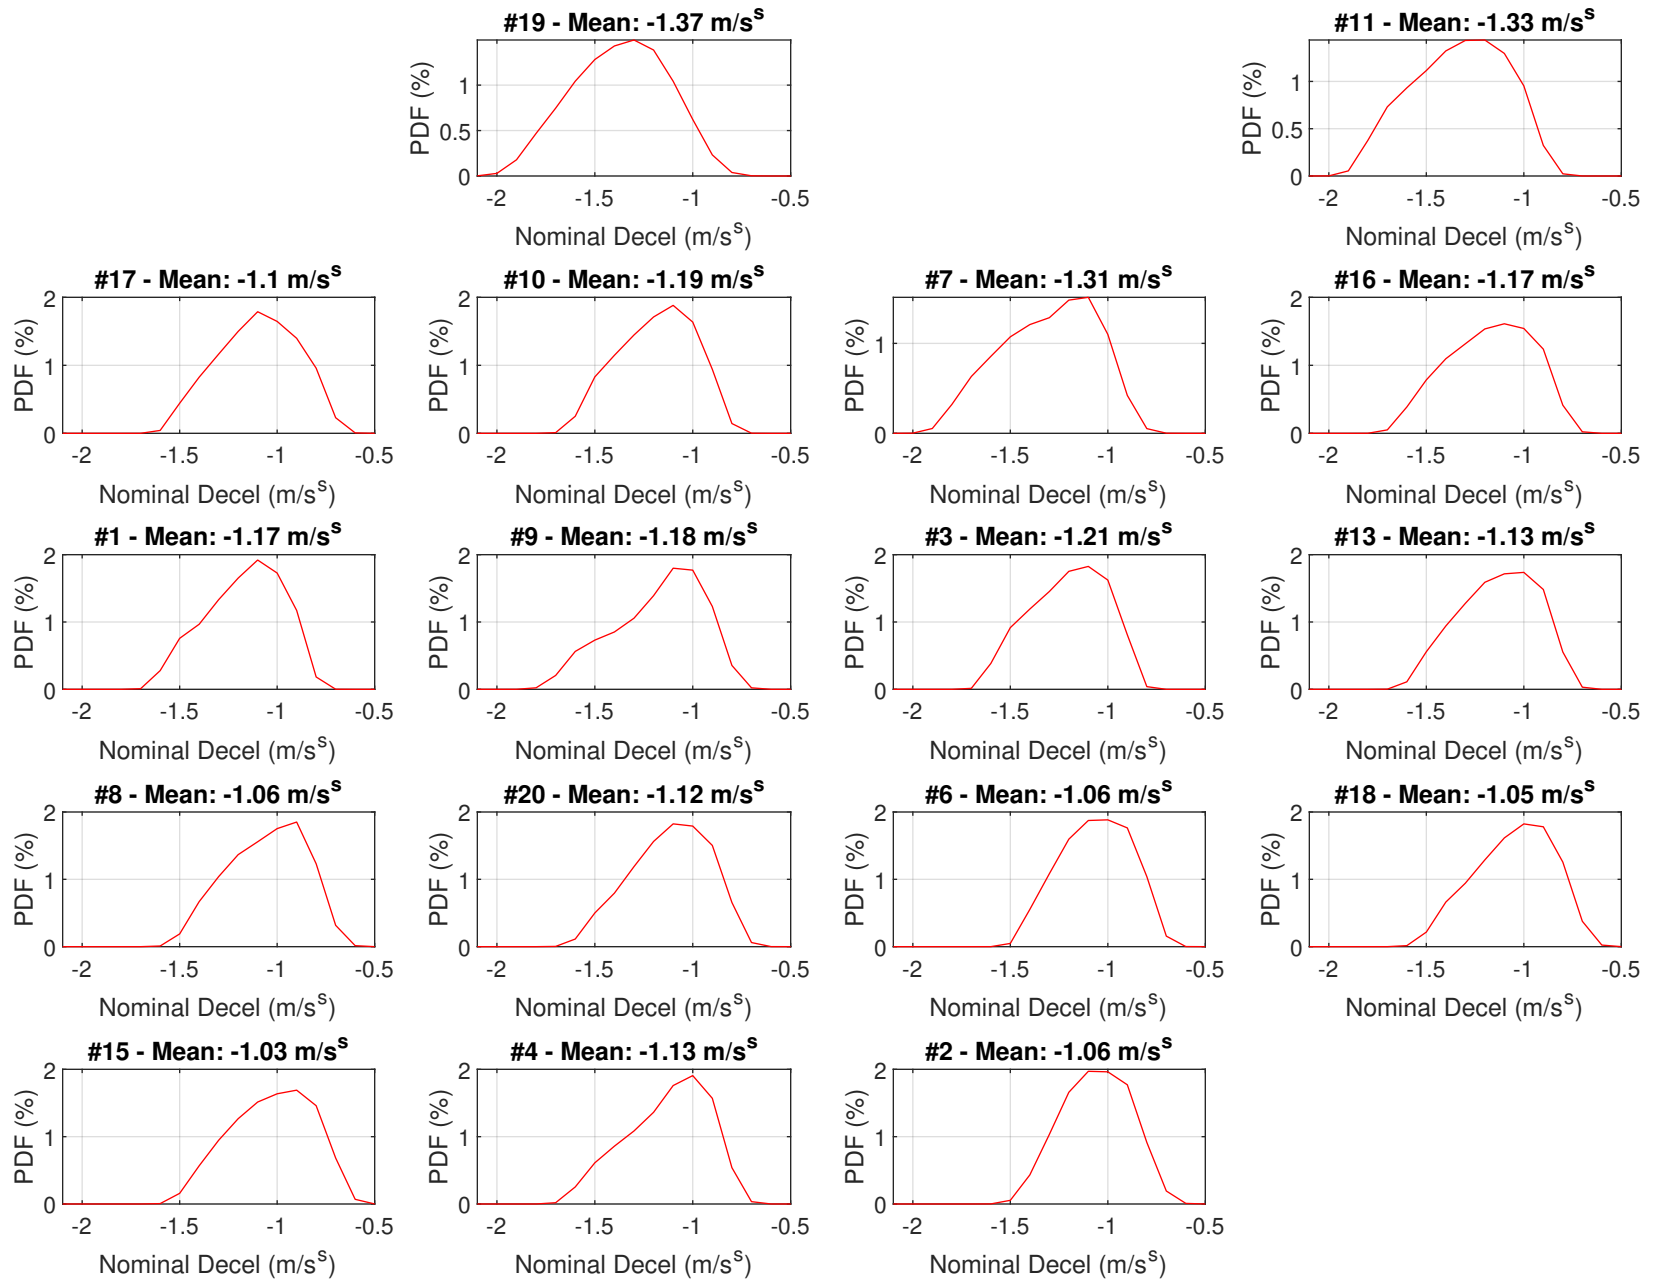 #19 - Mean: -1.37 m/s^s
PDF (%)
1
0.5
0
-2 -1.5 -1 -0.5
Nominal Decel (m/s^s)
#11 - Mean: -1.33 m/s^s
PDF (%)
1
0.5
0
-2 -1.5 -1 -0.5
Nominal Decel (m/s^s)
#17 - Mean: -1.1 m/s^s
PDF (%)
2
1
0
-2 -1.5 -1 -0.5
Nominal Decel (m/s^s)
#10 - Mean: -1.19 m/s^s
PDF (%)
2
1
0
-2 -1.5 -1 -0.5
Nominal Decel (m/s^s)
#7 - Mean: -1.31 m/s^s
PDF (%)
1
0
-2 -1.5 -1 -0.5
Nominal Decel (m/s^s)
#16 - Mean: -1.17 m/s^s
PDF (%)
2
1
0
-2 -1.5 -1 -0.5
Nominal Decel (m/s^s)
#1 - Mean: -1.17 m/s^s
PDF (%)
2
1
0
-2 -1.5 -1 -0.5
Nominal Decel (m/s^s)
#9 - Mean: -1.18 m/s^s
PDF (%)
2
1
0
-2 -1.5 -1 -0.5
Nominal Decel (m/s^s)
#3 - Mean: -1.21 m/s^s
PDF (%)
2
1
0
-2 -1.5 -1 -0.5
Nominal Decel (m/s^s)
#13 - Mean: -1.13 m/s^s
PDF (%)
2
1
0
-2 -1.5 -1 -0.5
Nominal Decel (m/s^s)
#8 - Mean: -1.06 m/s^s
PDF (%)
2
1
0
-2 -1.5 -1 -0.5
Nominal Decel (m/s^s)
#20 - Mean: -1.12 m/s^s
PDF (%)
2
1
0
-2 -1.5 -1 -0.5
Nominal Decel (m/s^s)
#6 - Mean: -1.06 m/s^s
PDF (%)
2
1
0
-2 -1.5 -1 -0.5
Nominal Decel (m/s^s)
#18 - Mean: -1.05 m/s^s
PDF (%)
2
1
0
-2 -1.5 -1 -0.5
Nominal Decel (m/s^s)
#15 - Mean: -1.03 m/s^s
PDF (%)
2
1
0
-2 -1.5 -1 -0.5
Nominal Decel (m/s^s)
#4 - Mean: -1.13 m/s^s
PDF (%)
2
1
0
-2 -1.5 -1 -0.5
Nominal Decel (m/s^s)
#2 - Mean: -1.06 m/s^s
PDF (%)
2
1
0
-2 -1.5 -1 -0.5
Nominal Decel (m/s^s)